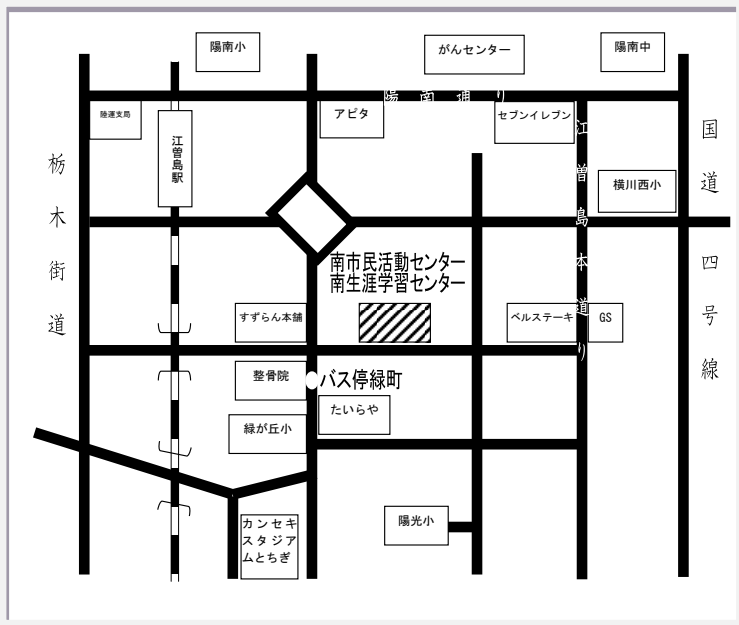 陽南小
がんセンター
陽南中
陽南通り
陸運支局
江曽島駅
アピタ
セブンイレブン
江曽島本通り
国道四号線
栃木街道
横川西小
南市民活動センター
南生涯学習センター
すずらん本舗
ベルステーキ
GS
整骨院
バス停緑町
たいらや
緑が丘小
カンセキ
スタジア
ムとちぎ
陽光小